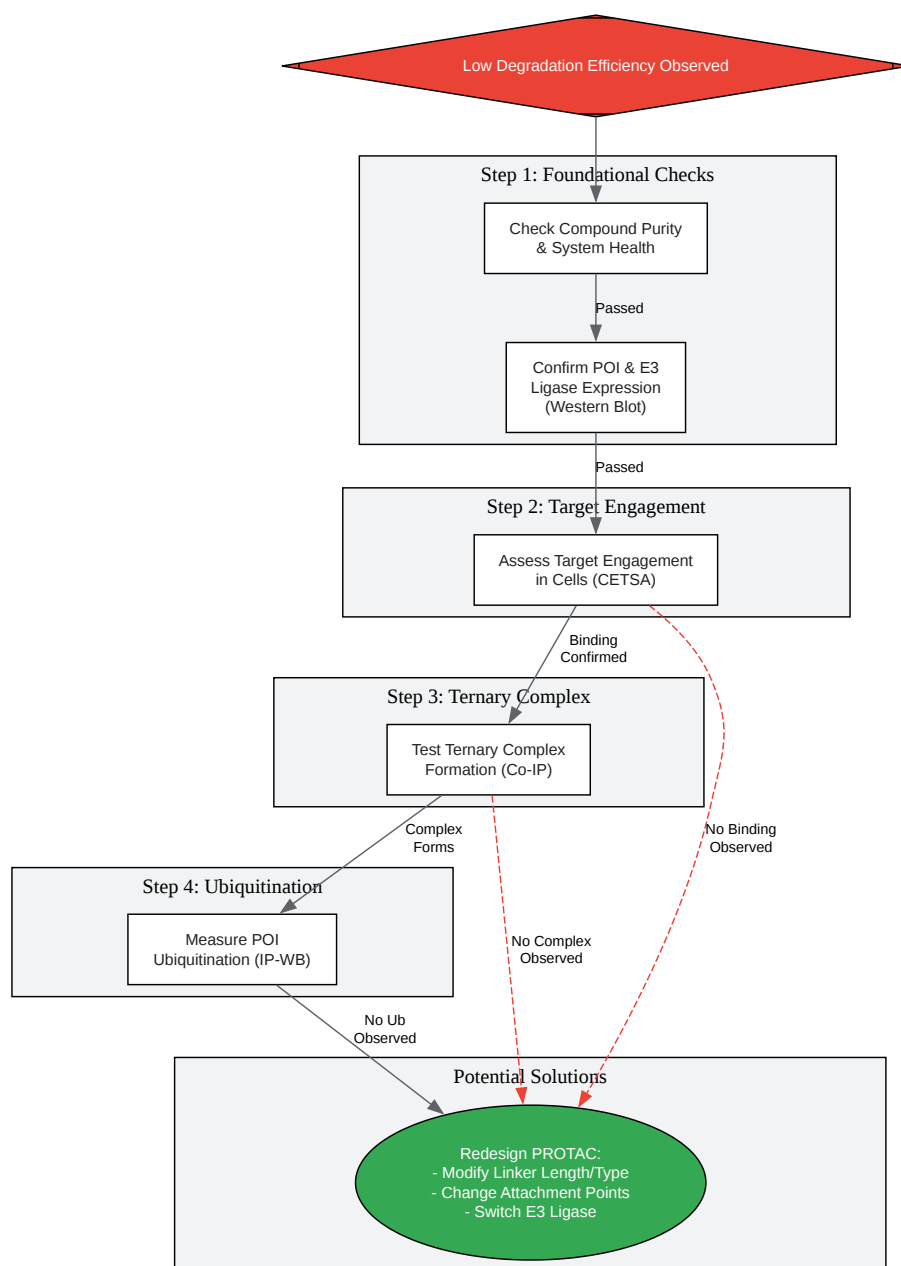 Low Degradation Efficiency Observed
Step 1: Foundational Checks
Check Compound Purity
& System Health
Passed
Confirm POI & E3
Ligase Expression
(Western Blot)
Passed
Step 2: Target Engagement
Assess Target Engagement
in Cells (CETSA)
Binding
Confirmed
Step 3: Ternary Complex
Test Ternary Complex
Formation (Co-IP)
Complex
Forms
No Binding
Observed
Step 4: Ubiquitination
Measure POI
Ubiquitination (IP-WB)
No Complex
Observed
No Ub
Observed
Potential Solutions
Redesign PROTAC:
- Modify Linker Length/Type
- Change Attachment Points
- Switch E3 Ligase